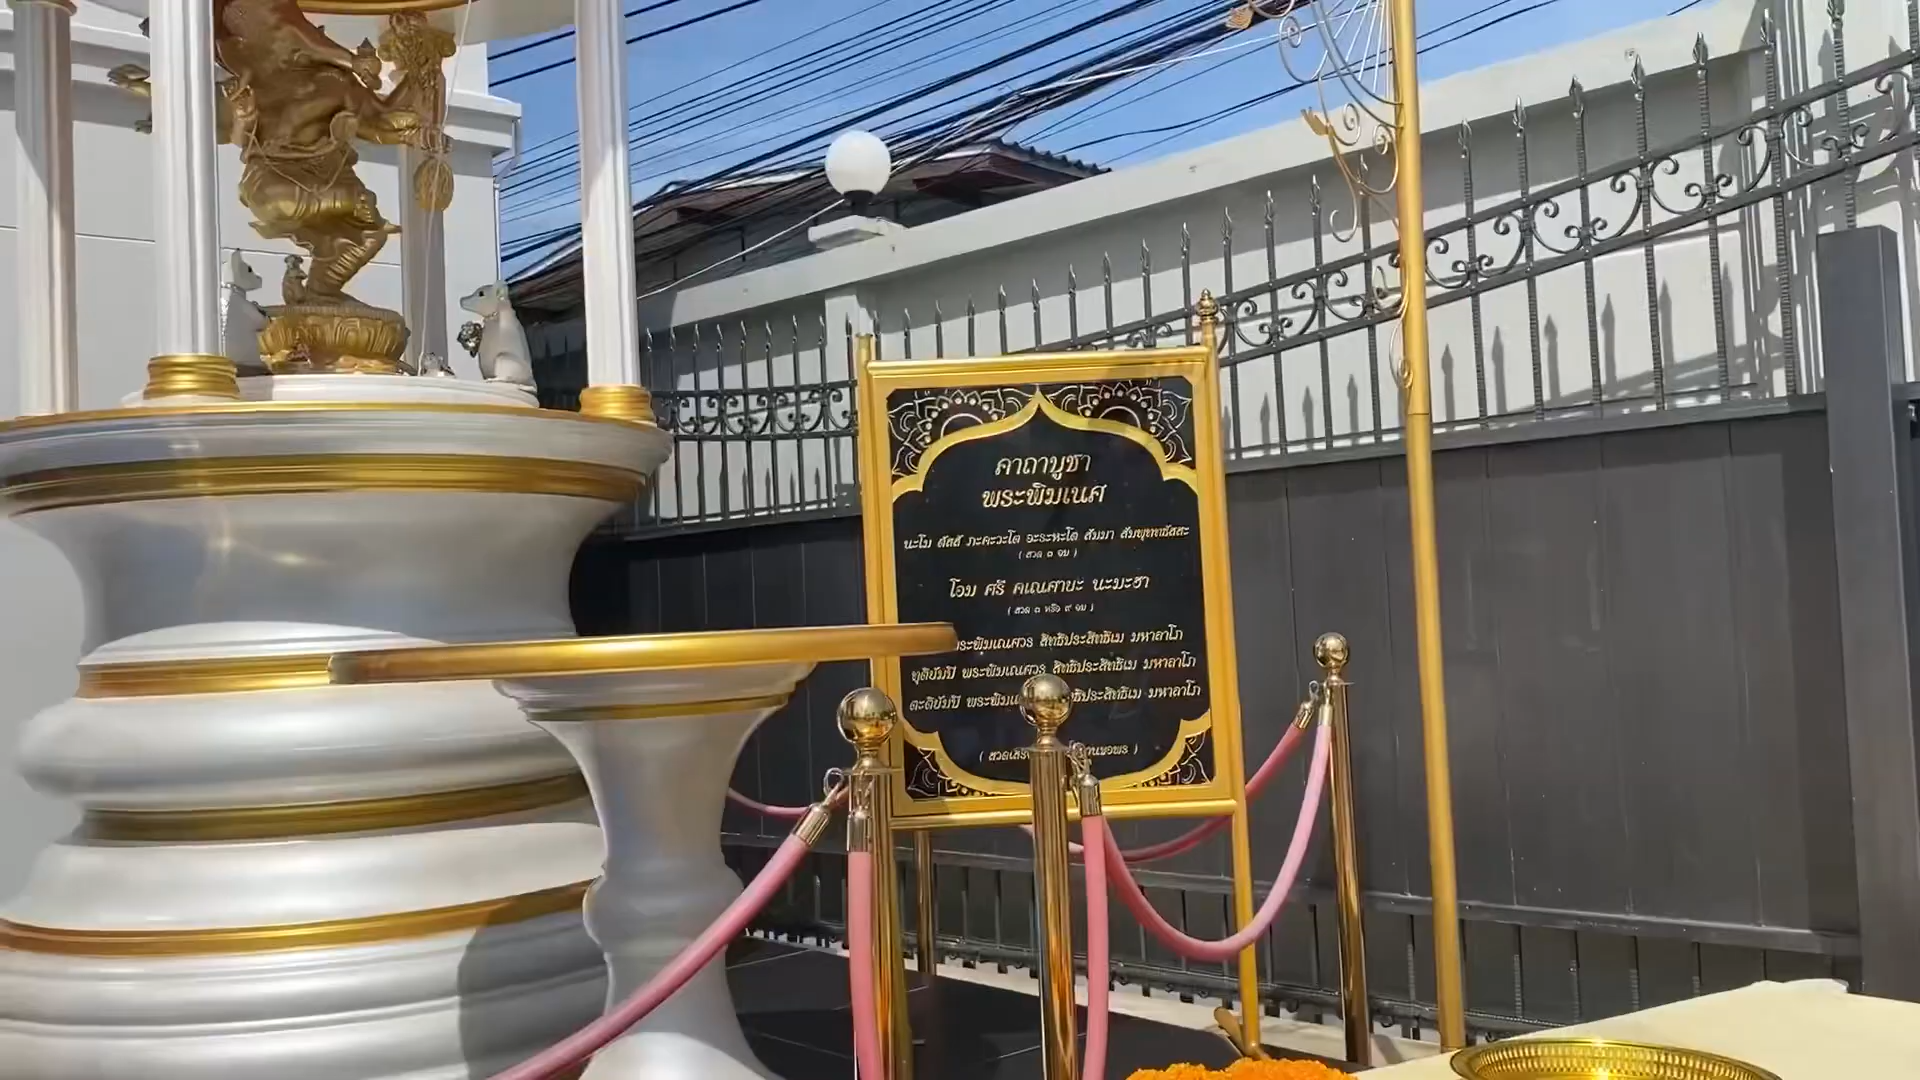 คาถาบูชา
พระพิฆเนศ
นะโม ตัสสั ภะคะวะโต อะระหะโต สัมมา สัมพุทหธัสสะ
( สวด ๓ จบ )
โอม ศรี คเณศายะ นะมะฮา
( สวด ๓ หรือ ๙ จบ )
พระพิฆเณศวร สิทธิประสิทธิเม มหาลาโภ
ทุติยัมปิ พระพิฆเณศวร สิทธิประสิทธิเม มหาลาโภ
ตะติยัมปิ ประสิทธิเม มหาลาโภ